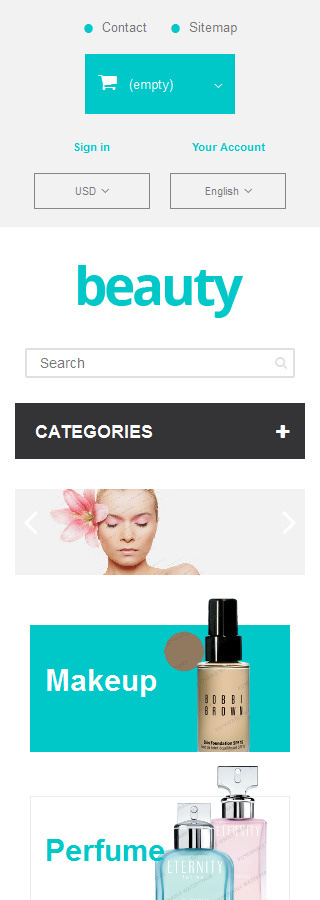 Contact Sitemap
(empty)
Sign in Your Account
USD English
beauty
Search
CATEGORIES +
Makeup
BOBBI
BROWN
Perfume
ETERNITY
ETERNITY